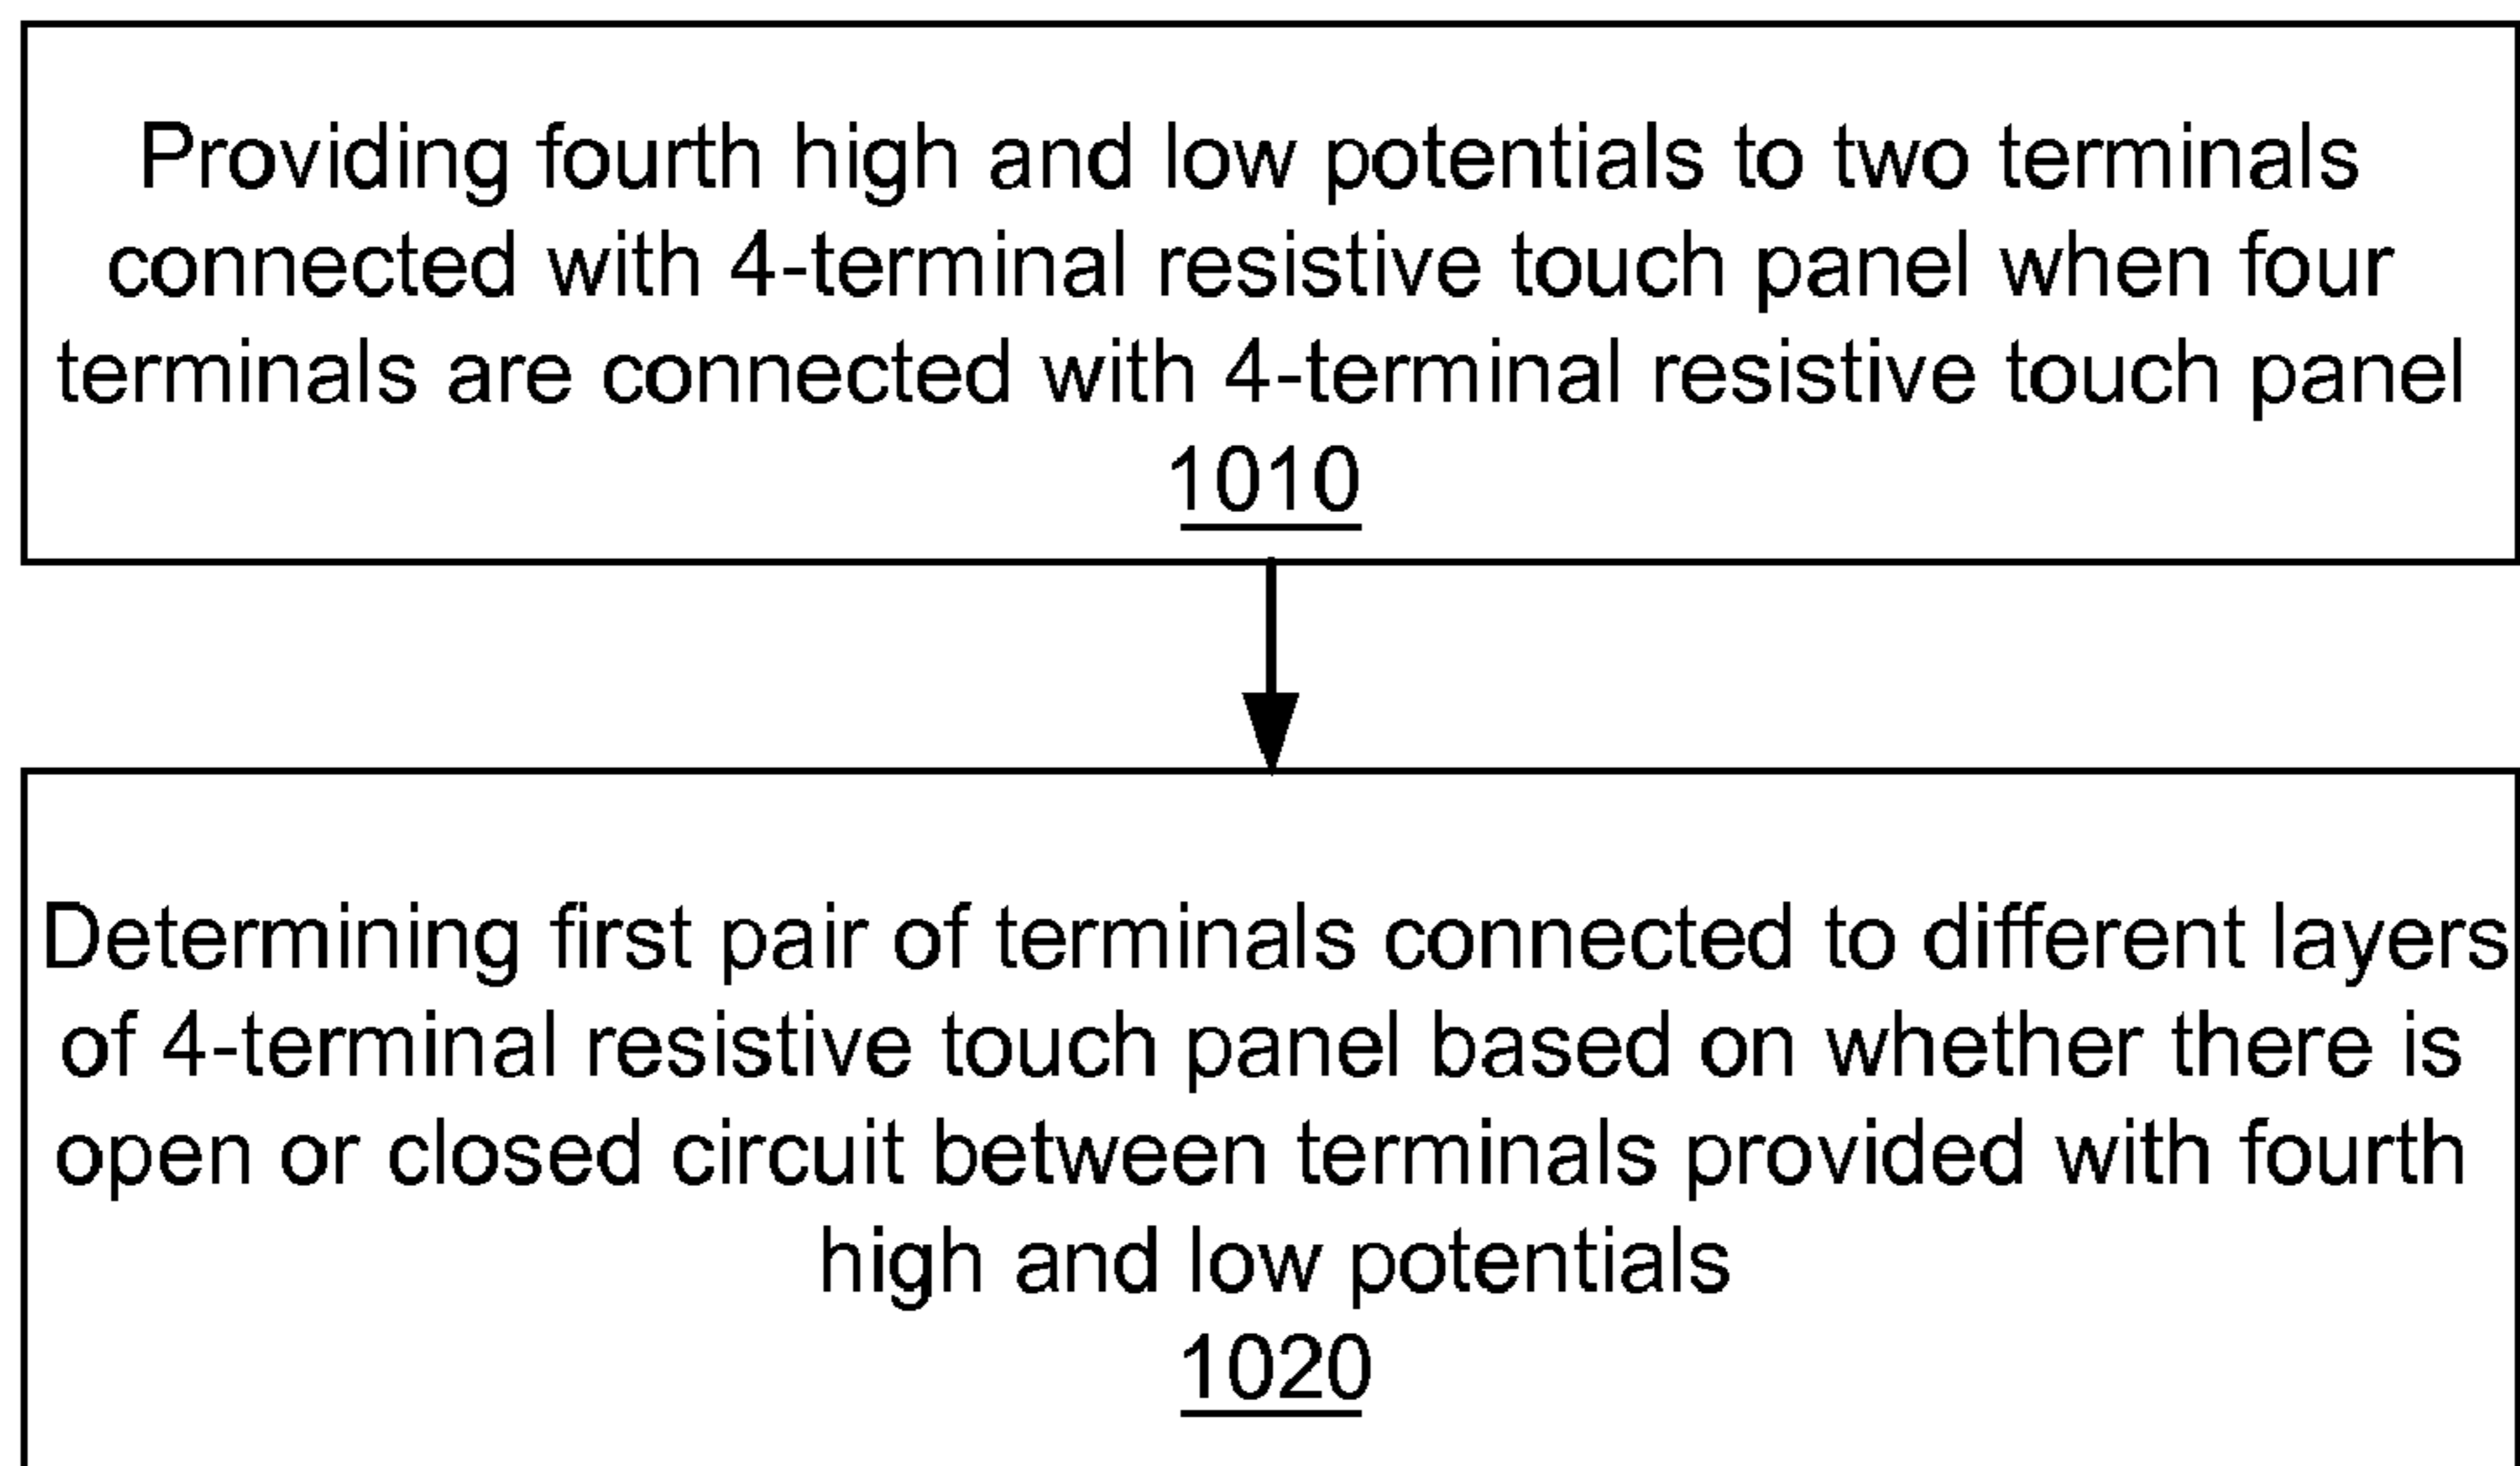 Providing fourth high and low potentials to two terminals
connected with 4-terminal resistive touch panel when four
terminals are connected with 4-terminal resistive touch panel
1010
Determining first pair of terminals connected to different layers
of 4-terminal resistive touch panel based on whether there is
open or closed circuit between terminals provided with fourth
high and low potentials
1020